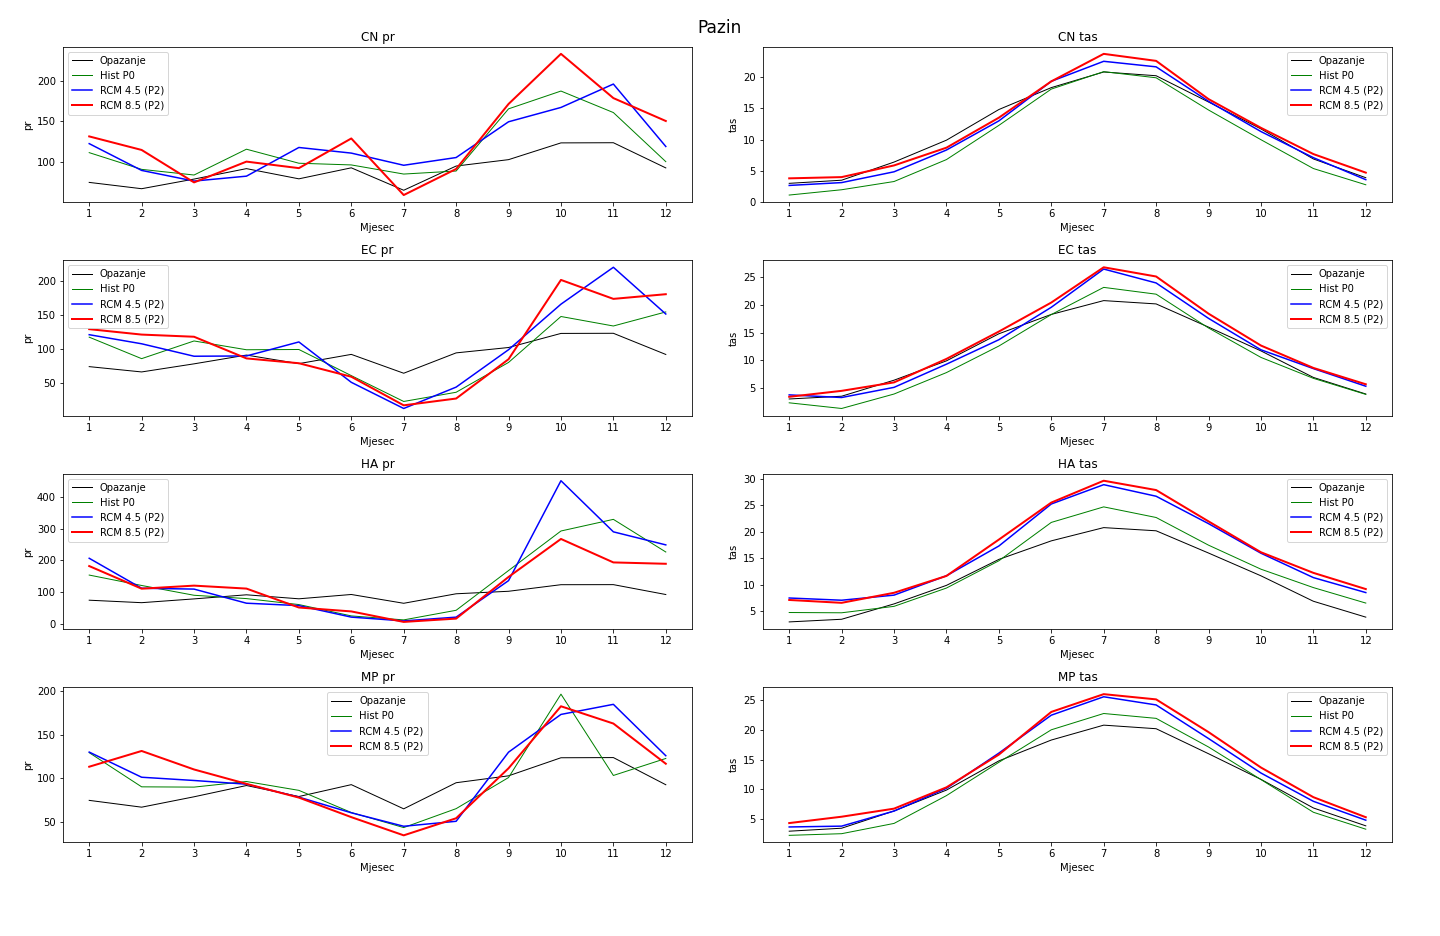 Pazin
CN pr
Opazanje
Hist P0
RCM 4.5 (P2)
RCM 8.5 (P2)
200
150
100
pr
1 2 3 4 5 6 7 8 9 10 11 12
Mjesec
CN tas
Opazanje
Hist P0
RCM 4.5 (P2)
RCM 8.5 (P2)
20
15
10
5
0
tas
1 2 3 4 5 6 7 8 9 10 11 12
Mjesec
EC pr
Opazanje
Hist P0
RCM 4.5 (P2)
RCM 8.5 (P2)
200
150
100
50
pr
1 2 3 4 5 6 7 8 9 10 11 12
Mjesec
EC tas
Opazanje
Hist P0
RCM 4.5 (P2)
RCM 8.5 (P2)
25
20
15
10
5
tas
1 2 3 4 5 6 7 8 9 10 11 12
Mjesec
HA pr
Opazanje
Hist P0
RCM 4.5 (P2)
RCM 8.5 (P2)
400
300
200
100
0
pr
1 2 3 4 5 6 7 8 9 10 11 12
Mjesec
HA tas
Opazanje
Hist P0
RCM 4.5 (P2)
RCM 8.5 (P2)
30
25
20
15
10
5
tas
1 2 3 4 5 6 7 8 9 10 11 12
Mjesec
MP pr
Opazanje
Hist P0
RCM 4.5 (P2)
RCM 8.5 (P2)
200
150
100
50
pr
1 2 3 4 5 6 7 8 9 10 11 12
Mjesec
MP tas
Opazanje
Hist P0
RCM 4.5 (P2)
RCM 8.5 (P2)
25
20
15
10
5
tas
1 2 3 4 5 6 7 8 9 10 11 12
Mjesec